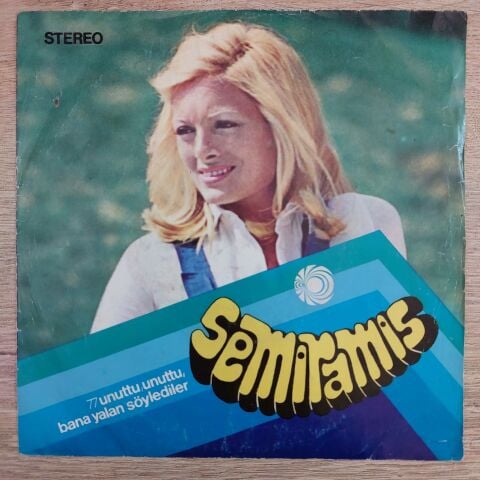 STEREO
semiramis
77 unuttu, unuttu,
bana yalan söylediler